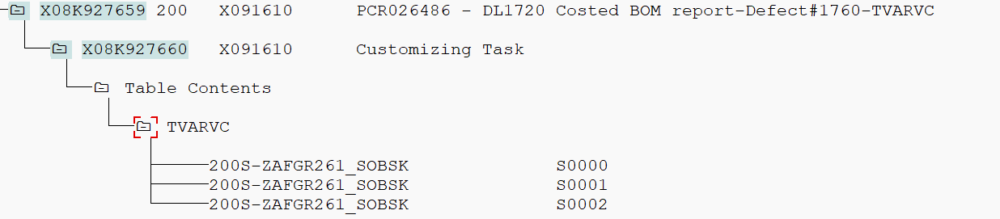 X08K927659 200 X091610 PCR026486 - DL1720 Costed BOM report-Defect#1760-TVARVC
X08K927660 X091610 Customizing Task
Table Contents
TVARVC
200S-ZAFGR261_SOBSK S0000
200S-ZAFGR261_SOBSK S0001
200S-ZAFGR261_SOBSK S0002